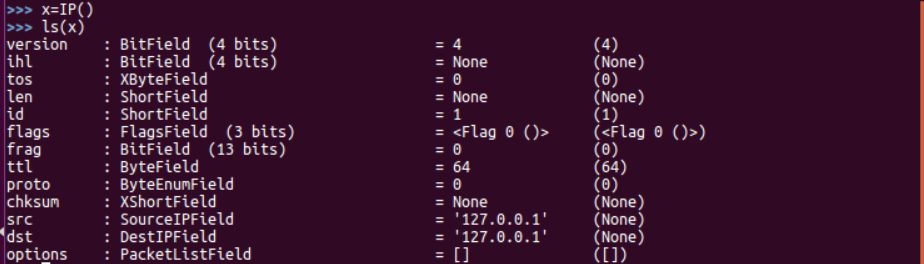 >>> x=IP()
>>> ls(x)
version    : BitField  (4 bits)                  = 4               (4)
ihl        : BitField  (4 bits)                  = None            (None)
tos        : XByteField                          = 0               (0)
len        : ShortField                          = None            (None)
id         : ShortField                          = 1               (1)
flags      : FlagsField  (3 bits)                = <Flag 0 ()>     (<Flag 0 ()>)
frag       : BitField  (13 bits)                 = 0               (0)
ttl        : ByteField                           = 64              (64)
proto      : ByteEnumField                       = 0               (0)
chksum     : XShortField                         = None            (None)
src        : SourceIPField                       = '127.0.0.1'     (None)
dst        : DestIPField                         = '127.0.0.1'     (None)
options    : PacketListField                     = []              ([])